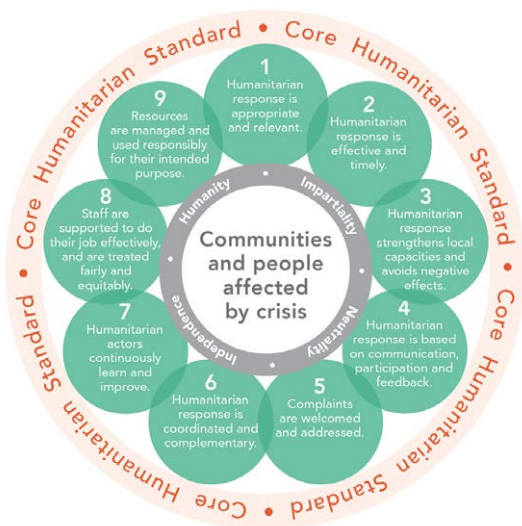 Core Humanitarian Standard • Core Humanitarian Standard • Core Humanitarian Standard • Core Humanitarian Standard • Core Humanitarian Standard •
1
Humanitarian
response is
appropriate
and relevant.
2
Humanitarian
response is
effective and
timely.
3
Humanitarian
response
strengthens local
capacities and
avoids negative
effects.
4
Humanitarian
response is based
on communication,
participation and
feedback.
5
Complaints
are welcomed
and addressed.
6
Humanitarian
response is
coordinated and
complementary.
7
Humanitarian
actors
continuously
learn and
improve.
8
Staff are
supported to do
their job effectively,
and are treated
fairly and
equitably.
9
Resources
are managed and
used responsibly
for their intended
purpose.
Humanity • Impartiality • Neutrality • Independence •
Communities
and people
affected
by crisis